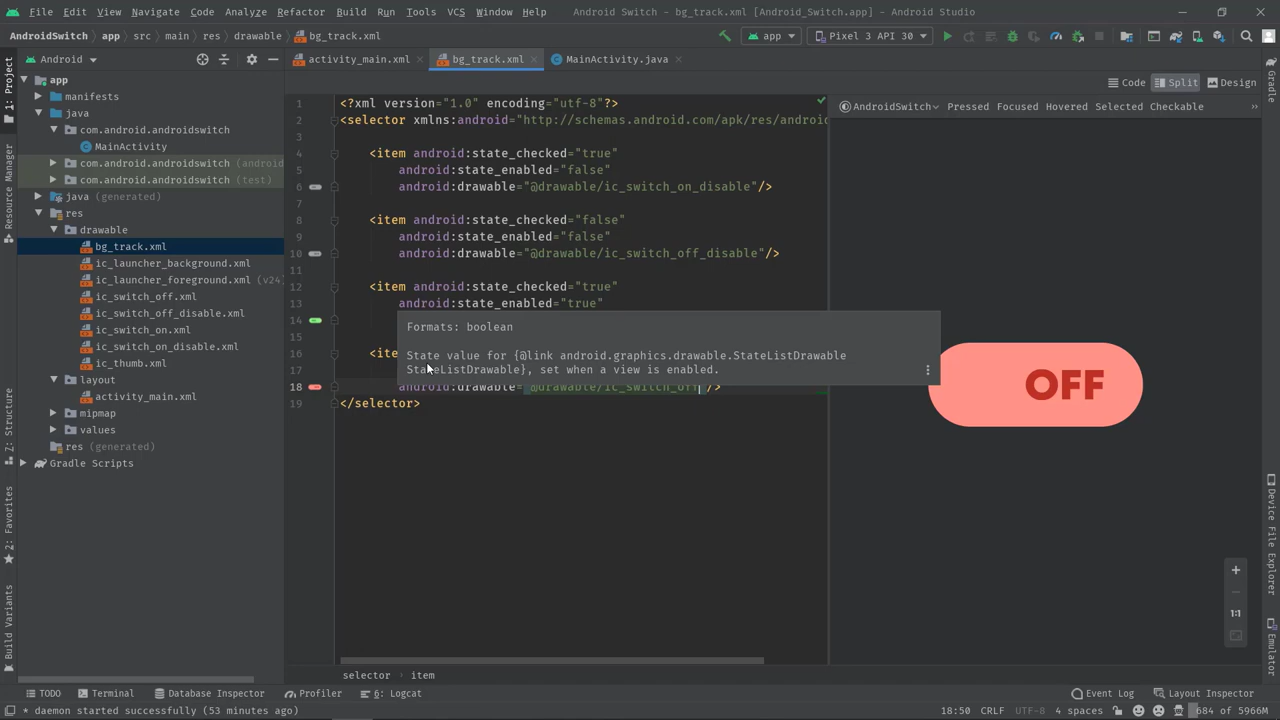 File Edit View Navigate Code Analyze Refactor Build Run Tools VCS Window Help Android Switch - bg_track.xml [Android_Switch.app] - Android Studio
AndroidSwitch app src main res drawable bg_track.xml app Pixel 3 API 30
Android activity_main.xml bg_track.xml MainActivity.java
Code Split Design
AndroidSwitch Pressed Focused Hovered Selected Checkable »
1: Project
Resource Manager
Z: Structure
2: Favorites
Build Variants
app
manifests
java
com.android.androidswitch
MainActivity
com.android.androidswitch (android
com.android.androidswitch (test)
java (generated)
res
drawable
bg_track.xml
ic_launcher_background.xml
ic_launcher_foreground.xml (v24)
ic_switch_off.xml
ic_switch_off_disable.xml
ic_switch_on.xml
ic_switch_on_disable.xml
ic_thumb.xml
layout
activity_main.xml
mipmap
values
res (generated)
Gradle Scripts
1 <?xml version="1.0" encoding="utf-8"?>
2 <selector xmlns:android="http://schemas.android.com/apk/res/androi
3
4 <item android:state_checked="true"
5 android:state_enabled="false"
6 android:drawable="@drawable/ic_switch_on_disable"/>
7
8 <item android:state_checked="false"
9 android:state_enabled="false"
10 android:drawable="@drawable/ic_switch_off_disable"/>
11
12 <item android:state_checked="true"
13 android:state_enabled="true"
14
15
16 <ite
17
18 android:drawable="@drawable/ic_switch_off"/>
19 </selector>
Formats: boolean
State value for {@link android.graphics.drawable.StateListDrawable
StateListDrawable}, set when a view is enabled.
OFF
1:1
Gradle
Device File Explorer
Emulator
selector item
TODO Terminal Database Inspector Profiler 6: Logcat Event Log Layout Inspector
* daemon started successfully (53 minutes ago) 18:50 CRLF UTF-8 4 spaces 684 of 5966M